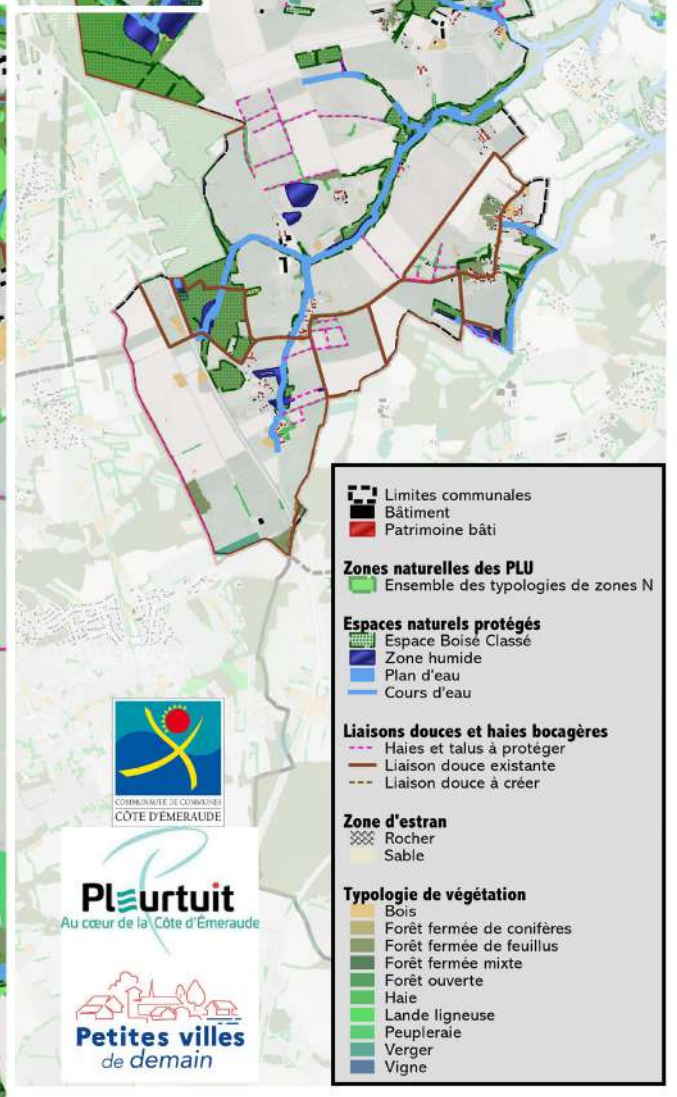 Limites communales
Bâtiment
Patrimoine bâti
Zones naturelles des PLU
Ensemble des typologies de zones N
Espaces naturels protégés
Espace Boisé Classé
Zone humide
Plan d'eau
Cours d'eau
Liaisons douces et haies bocagères
Haies et talus à protéger
Liaison douce existante
Liaison douce à créer
Zone d'estran
Rocher
Sable
Typologie de végétation
Bois
Forêt fermée de conifères
Forêt fermée de feuillus
Forêt fermée mixte
Forêt ouverte
Haie
Lande ligneuse
Peupleraie
Verger
Vigne
COMMUNAUTÉ DE COMMUNES
CÔTE D'ÉMERAUDE
Pleurtuit
Au cœur de la Côte d'Émeraude
Petites villes
de demain